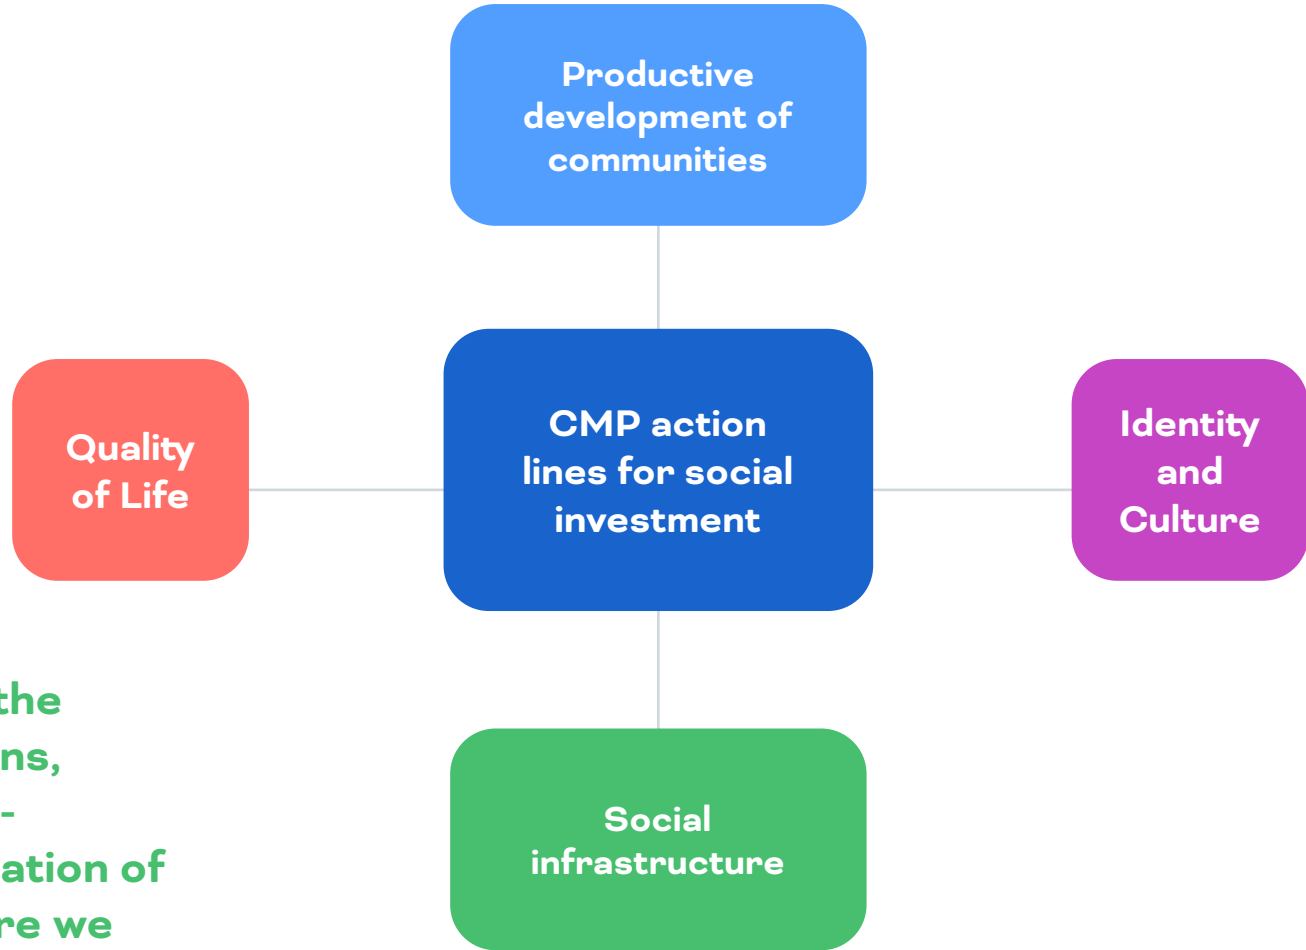 Productive
development of
communities
Quality
of Life
CMP action
lines for social
investment
Identity
and
Culture
the
ns,
-
ation of
re we
Social
infrastructure